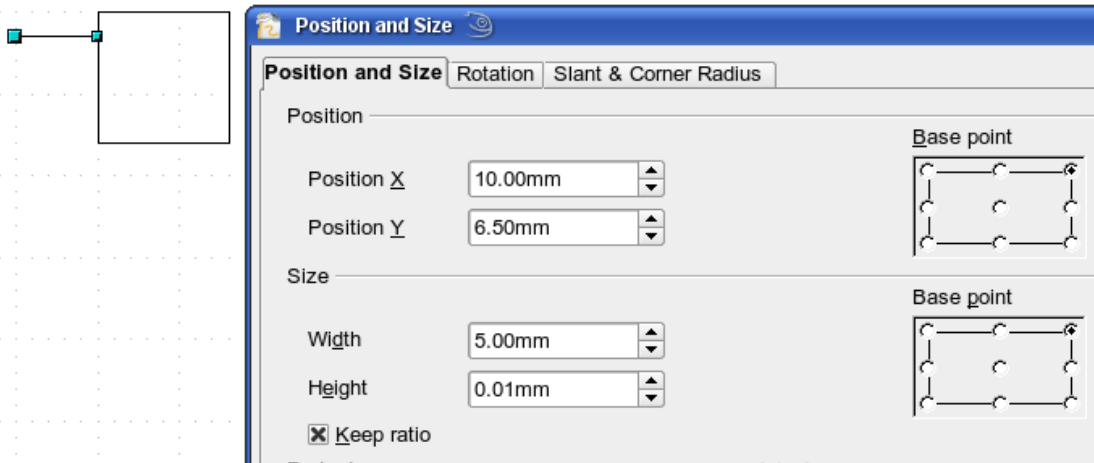 Position and Size
Position and Size Rotation Slant & Corner Radius
Position
Base point
Position X 10.00mm
Position Y 6.50mm
Size
Base point
Width 5.00mm
Height 0.01mm
Keep ratio